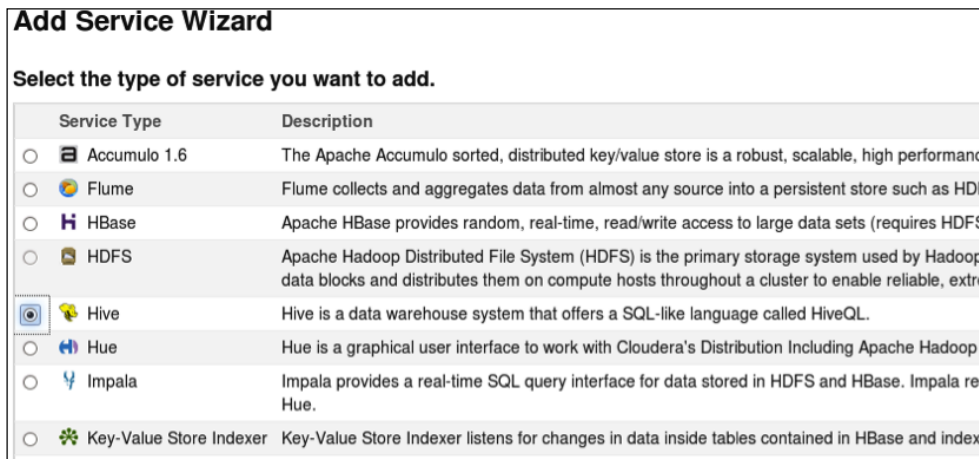 Add Service Wizard
Select the type of service you want to add.
Service Type Description
Accumulo 1.6 The Apache Accumulo sorted, distributed key/value store is a robust, scalable, high
Flume Flume collects and aggregates data from almost any source into a persistent store such as
HBase Apache HBase provides random, real-time, read/write access to large data sets (requires
HDFS Apache Hadoop Distributed File System (HDFS) is the primary storage system used by Hadoop
data blocks and distributes them on compute hosts throughout a cluster to enable reliable,
Hive Hive is a data warehouse system that offers a SQL-like language called HiveQL.
Hue Hue is a graphical user interface to work with Cloudera's Distribution Including Apache Hadoop
Impala Impala provides a real-time SQL query interface for data stored in HDFS and HBase. Impala
Hue.
Key-Value Store Indexer Key-Value Store Indexer listens for changes in data inside tables contained in HBase and